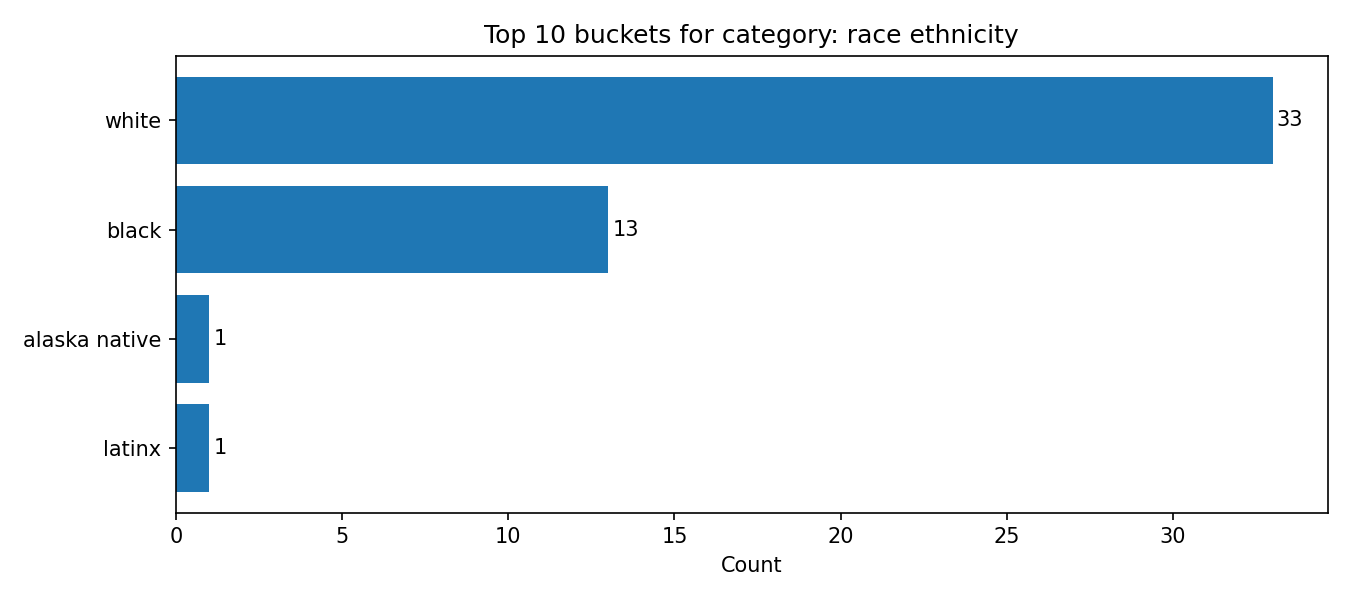 Top 10 buckets for category: race ethnicity
white 33
black 13
alaska native 1
latinx 1
0 5 10 15 20 25 30
Count